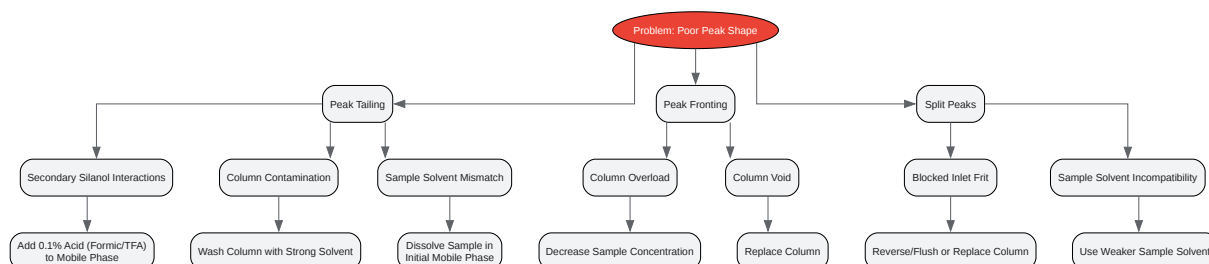 Problem: Poor Peak Shape
Peak Tailing
Peak Fronting
Split Peaks
Secondary Silanol Interactions
Column Contamination
Sample Solvent Mismatch
Column Overload
Column Void
Blocked Inlet Frit
Sample Solvent Incompatibility
Add 0.1% Acid (Formic/TFA)
to Mobile Phase
Wash Column with Strong Solvent
Dissolve Sample in
Initial Mobile Phase
Decrease Sample Concentration
Replace Column
Reverse/Flush or Replace Column
Use Weaker Sample Solvent